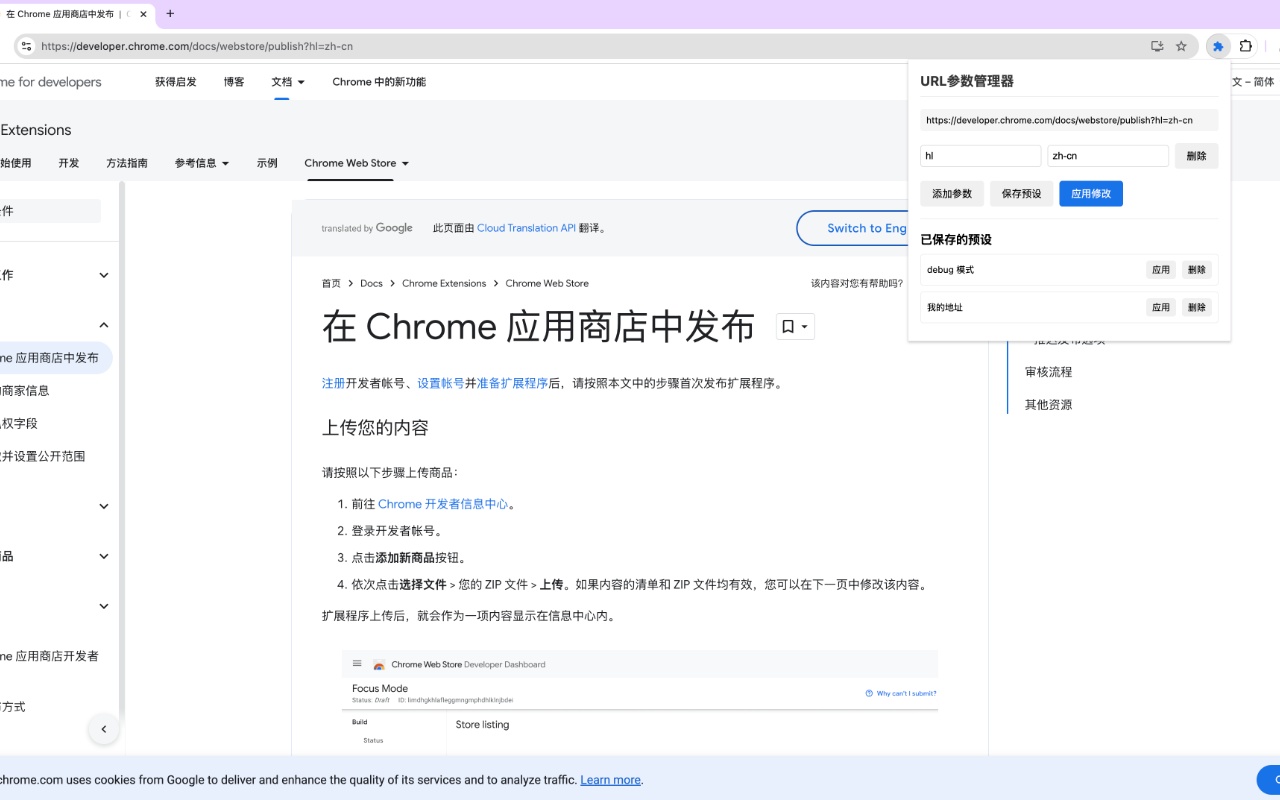 在 Chrome 应用商店中发布 |
https://developer.chrome.com/docs/webstore/publish?hl=zh-cn
me for developers
获得启发 博客 文档 Chrome 中的新功能
文 – 简体
Extensions
始使用 开发 方法指南 参考信息 示例 Chrome Web Store
URL参数管理器
https://developer.chrome.com/docs/webstore/publish?hl=zh-cn
hl zh-cn 删除
添加参数 保存预设 应用修改
已保存的预设
debug 模式 应用 删除
我的地址 应用 删除
件
作
me 应用商店中发布
商家信息
权字段
并设置公开范围
品
me 应用商店开发者
方式
translated by Google 此页面由 Cloud Translation API 翻译。 Switch to Eng
首页 > Docs > Chrome Extensions > Chrome Web Store 该内容对您有帮助吗?
在 Chrome 应用商店中发布
注册开发者帐号、设置帐号并准备扩展程序后，请按照本文中的步骤首次发布扩展程序。
上传您的内容
请按照以下步骤上传商品：
1. 前往 Chrome 开发者信息中心。
2. 登录开发者帐号。
3. 点击添加新商品按钮。
4. 依次点击选择文件 > 您的 ZIP 文件 > 上传。如果内容的清单和 ZIP 文件均有效，您可以在下一页中修改该内容。
扩展程序上传后，就会作为一项内容显示在信息中心内。
Chrome Web Store Developer Dashboard
Focus Mode
Status: Draft
Why can't I submit?
Build
Status
Store listing
审核流程
其他资源
chrome.com uses cookies from Google to deliver and enhance the quality of its services and to analyze traffic. Learn more.